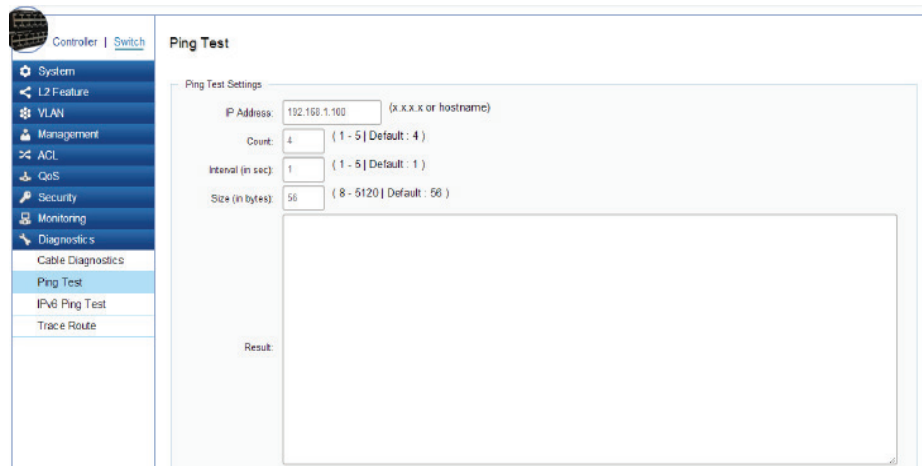 Controller | Switch
System
L2 Feature
VLAN
Management
ACL
QoS
Security
Monitoring
Diagnostics
Cable Diagnostics
Ping Test
IPv6 Ping Test
Trace Route
Ping Test
Ping Test Settings
IP Address: 192.168.1.100 (x.x.x.x or hostname)
Count: 4 ( 1 - 5 | Default : 4 )
Interval (in sec): 1 ( 1 - 5 | Default : 1 )
Size (in bytes): 56 ( 8 - 5120 | Default : 56 )
Result: